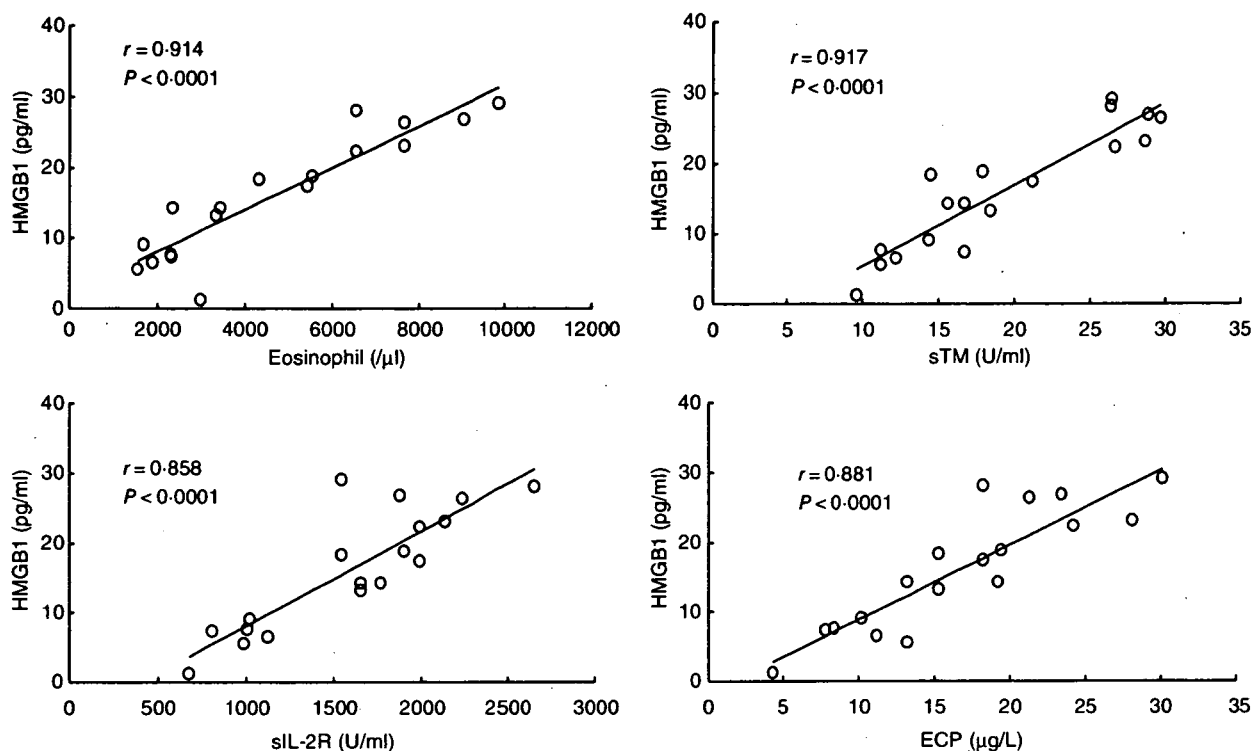 40
30
20
10
0
HMGB1 (pg/ml)
r = 0·914
P < 0·0001
0 2000 4000 6000 8000 10000 12000
Eosinophil (/µl)
40
30
20
10
0
HMGB1 (pg/ml)
r = 0·917
P < 0·0001
0 5 10 15 20 25 30 35
sTM (U/ml)
40
30
20
10
0
HMGB1 (pg/ml)
r = 0·858
P < 0·0001
0 500 1000 1500 2000 2500 3000
sIL-2R (U/ml)
40
30
20
10
0
HMGB1 (pg/ml)
r = 0·881
P < 0·0001
0 5 10 15 20 25 30 35
ECP (µg/L)